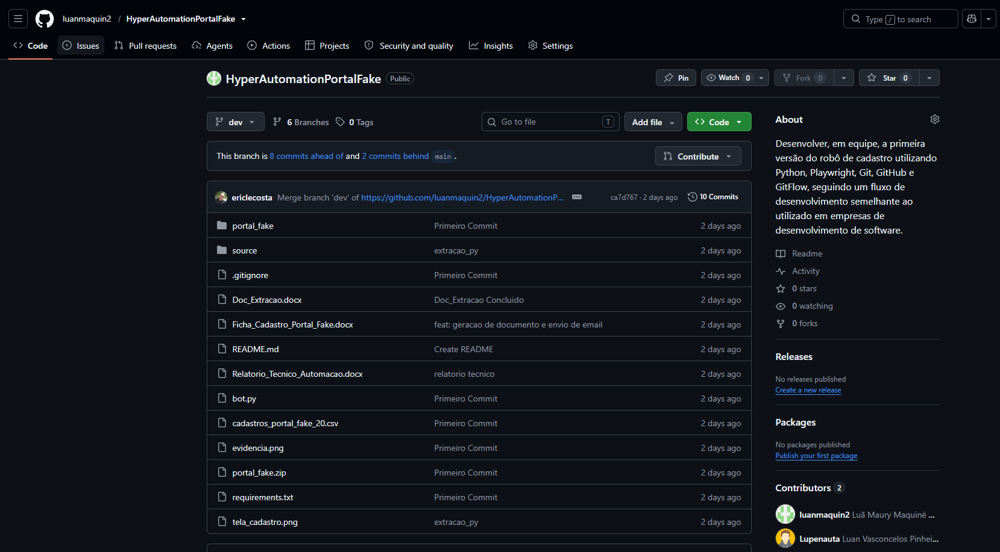 luanmaquin2 / HyperAutomationPortalFake
Type / to search
Code
Issues
Pull requests
Agents
Actions
Projects
Security and quality
Insights
Settings
HyperAutomationPortalFake Public
Pin
Watch 0
Fork 0
Star 0
dev
6 Branches
0 Tags
Go to file T
Add file
Code
This branch is 8 commits ahead of and 2 commits behind main .
Contribute
ericlecosta Merge branch 'dev' of https://github.com/luanmaquin2/HyperAutomationP... ca7d767 · 2 days ago 10 Commits
portal_fake Primeiro Commit 2 days ago
source extracao_py 2 days ago
.gitignore Primeiro Commit 2 days ago
Doc_Extracao.docx Doc_Extracao Concluido 2 days ago
Ficha_Cadastro_Portal_Fake.docx feat: geracao de documento e envio de email 2 days ago
README.md Create README 2 days ago
Relatorio_Tecnico_Automacao.docx relatorio tecnico 2 days ago
bot.py Primeiro Commit 2 days ago
cadastros_portal_fake_20.csv Primeiro Commit 2 days ago
evidencia.png Primeiro Commit 2 days ago
portal_fake.zip Primeiro Commit 2 days ago
requirements.txt Primeiro Commit 2 days ago
tela_cadastro.png extracao_py 2 days ago
About
Desenvolver, em equipe, a primeira
versão do robô de cadastro utilizando
Python, Playwright, Git, GitHub e
GitFlow, seguindo um fluxo de
desenvolvimento semelhante ao
utilizado em empresas de
desenvolvimento de software.
Readme
Activity
0 stars
0 watching
0 forks
Releases
No releases published
Create a new release
Packages
No packages published
Publish your first package
Contributors 2
luanmaquin2 Luã Maury Maquiné ...
Lupenauta Luan Vasconcelos Pinhei...